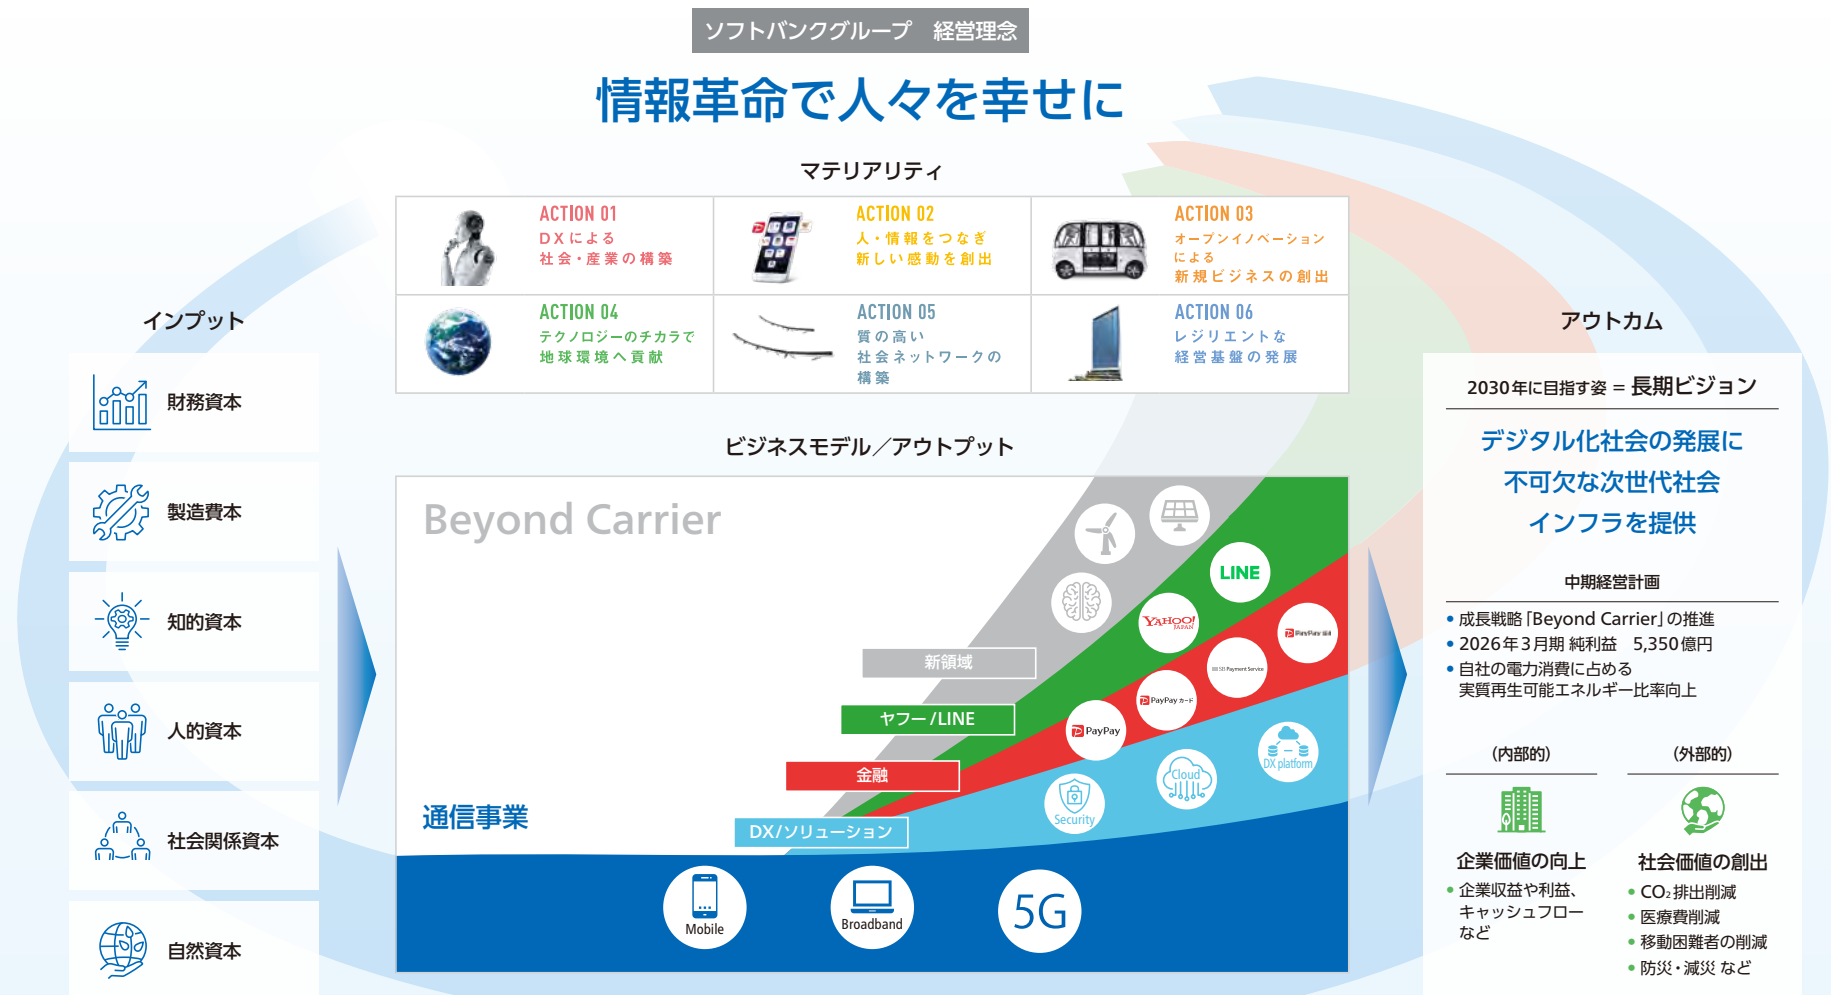 ソフトバンクグループ　経営理念
情報革命で人々を幸せに
マテリアリティ
ACTION 01
DXによる
社会・産業の構築
ACTION 02
人・情報をつなぎ
新しい感動を創出
ACTION 03
オープンイノベーション
による
新規ビジネスの創出
ACTION 04
テクノロジーのチカラで
地球環境へ貢献
ACTION 05
質の高い
社会ネットワークの
構築
ACTION 06
レジリエントな
経営基盤の発展
インプット
財務資本
製造資本
知的資本
人的資本
社会関係資本
自然資本
ビジネスモデル／アウトプット
Beyond Carrier
LINE
YAHOO!
JAPAN
PayPay 証券
SB Payment Service
PayPay カード
PayPay
新領域
ヤフー/LINE
金融
DX/ソリューション
通信事業
DX platform
Cloud
Security
Mobile
Broadband
5G
アウトカム
2030年に目指す姿 = 長期ビジョン
デジタル化社会の発展に
不可欠な次世代社会
インフラを提供
中期経営計画
• 成長戦略「Beyond Carrier」の推進
• 2026年3月期 純利益　5,350億円
• 自社の電力消費に占める
実質再生可能エネルギー比率向上
（内部的）
企業価値の向上
• 企業収益や利益、
キャッシュフロー
など
（外部的）
社会価値の創出
• CO₂排出削減
• 医療費削減
• 移動困難者の削減
• 防災・減災 など